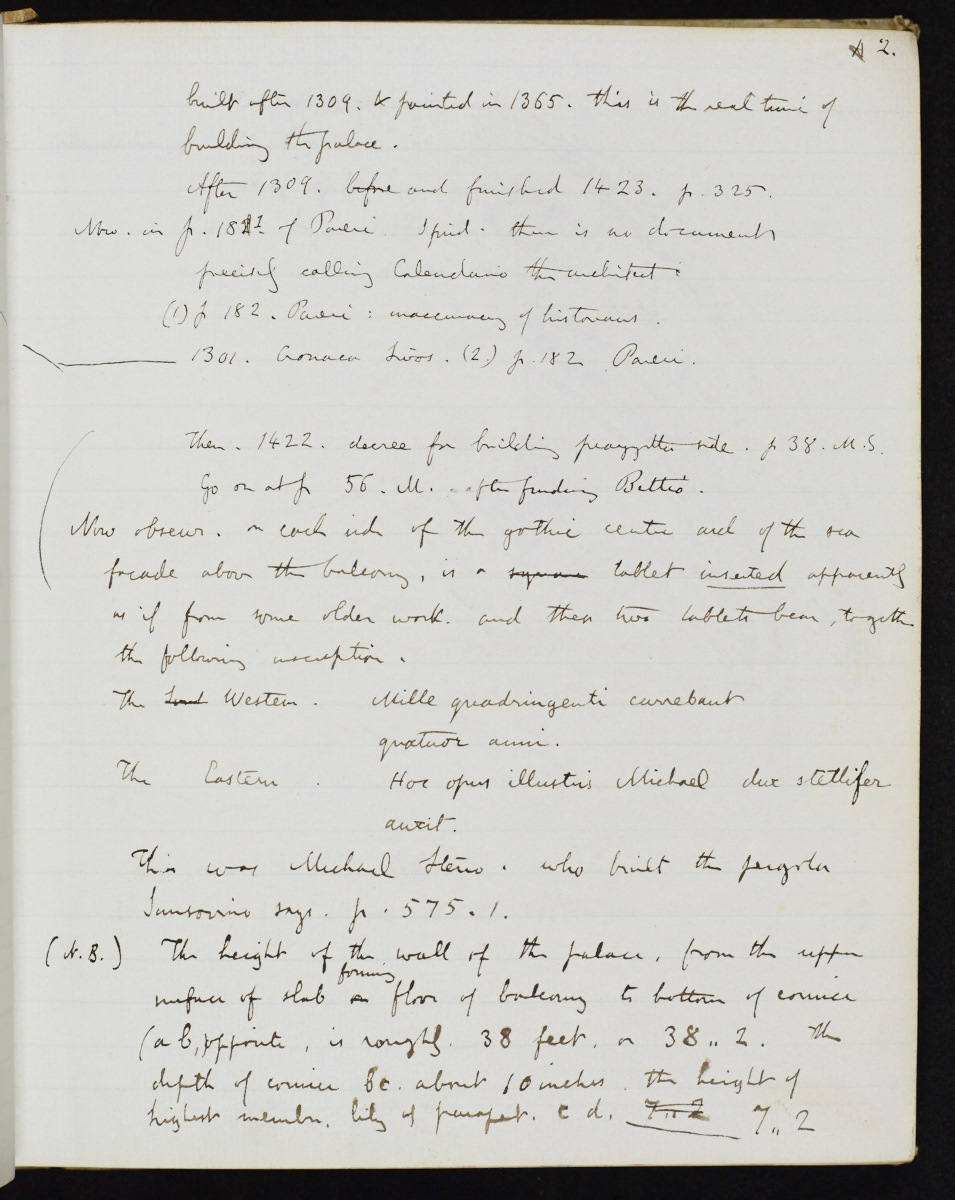 2.
built after 1309. & painted in 1365. this is the real time of
building the palace.
After 1309. before and finished 1423. p. 325.
Now. in p. 181 of Paeri I find. there is no document
precisely calling Calendario the architect:
(1) p 182. Paeri: inaccuracy of historians.
1301. Cronaca Sivos. (2.) p. 182 Paeri.
Then. 1422. decree for building piazzetta side. p 38. M.S.
Go on at p 56. M. after finding Bettio.
Now observe. on each side of the gothic centre arch of the sea
facade above the balcony, is a square tablet inserted apparently
as if from some older work. and these two tablets bear, together
the following inscription.
The Western. Mille quadringenti currebant
quatuor anni.
The Eastern. Hoc opus illustris Michael dux stellifer
auxit.
This was Michael Steno. who built the pergola
Sansovino says. p. 575. 1.
(N.B.) The height of the wall of the palace, from the upper
forming
surface of slab floor of balcony to bottom of cornice
(a b, opposite, is roughly. 38 feet. or 38,, 2. The
depth of cornice bc. about 10 inches. the height of
highest member. lily of parapet. c d. 7,, 2 7,, 2